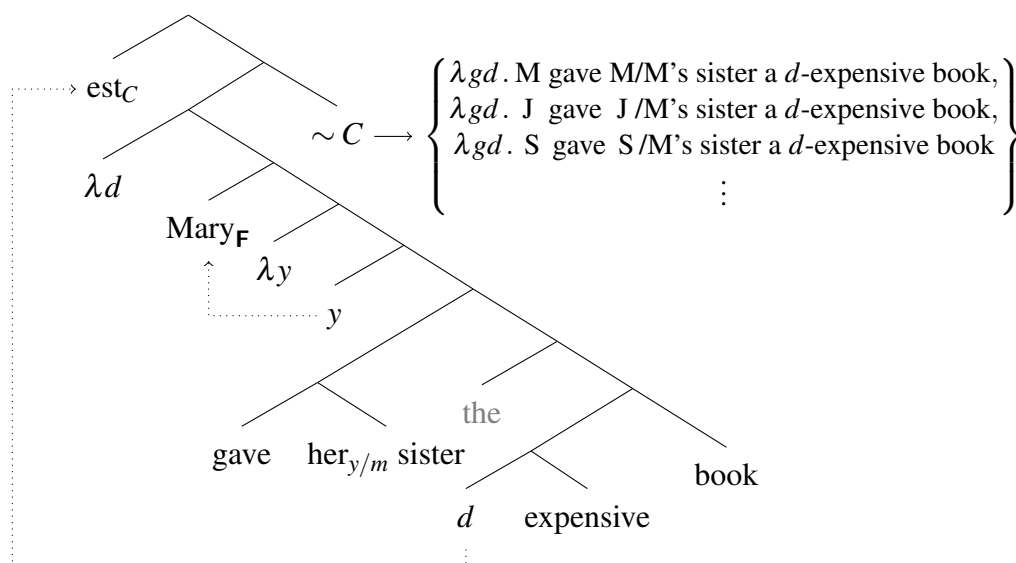 est_C
∼ C ⟶ { λgd. M gave M/M's sister a d-expensive book,
λgd. J gave J/M's sister a d-expensive book,
λgd. S gave S/M's sister a d-expensive book
⋮ }
λd
Mary_F
λy
y
the
gave her_{y/m} sister
book
d expensive